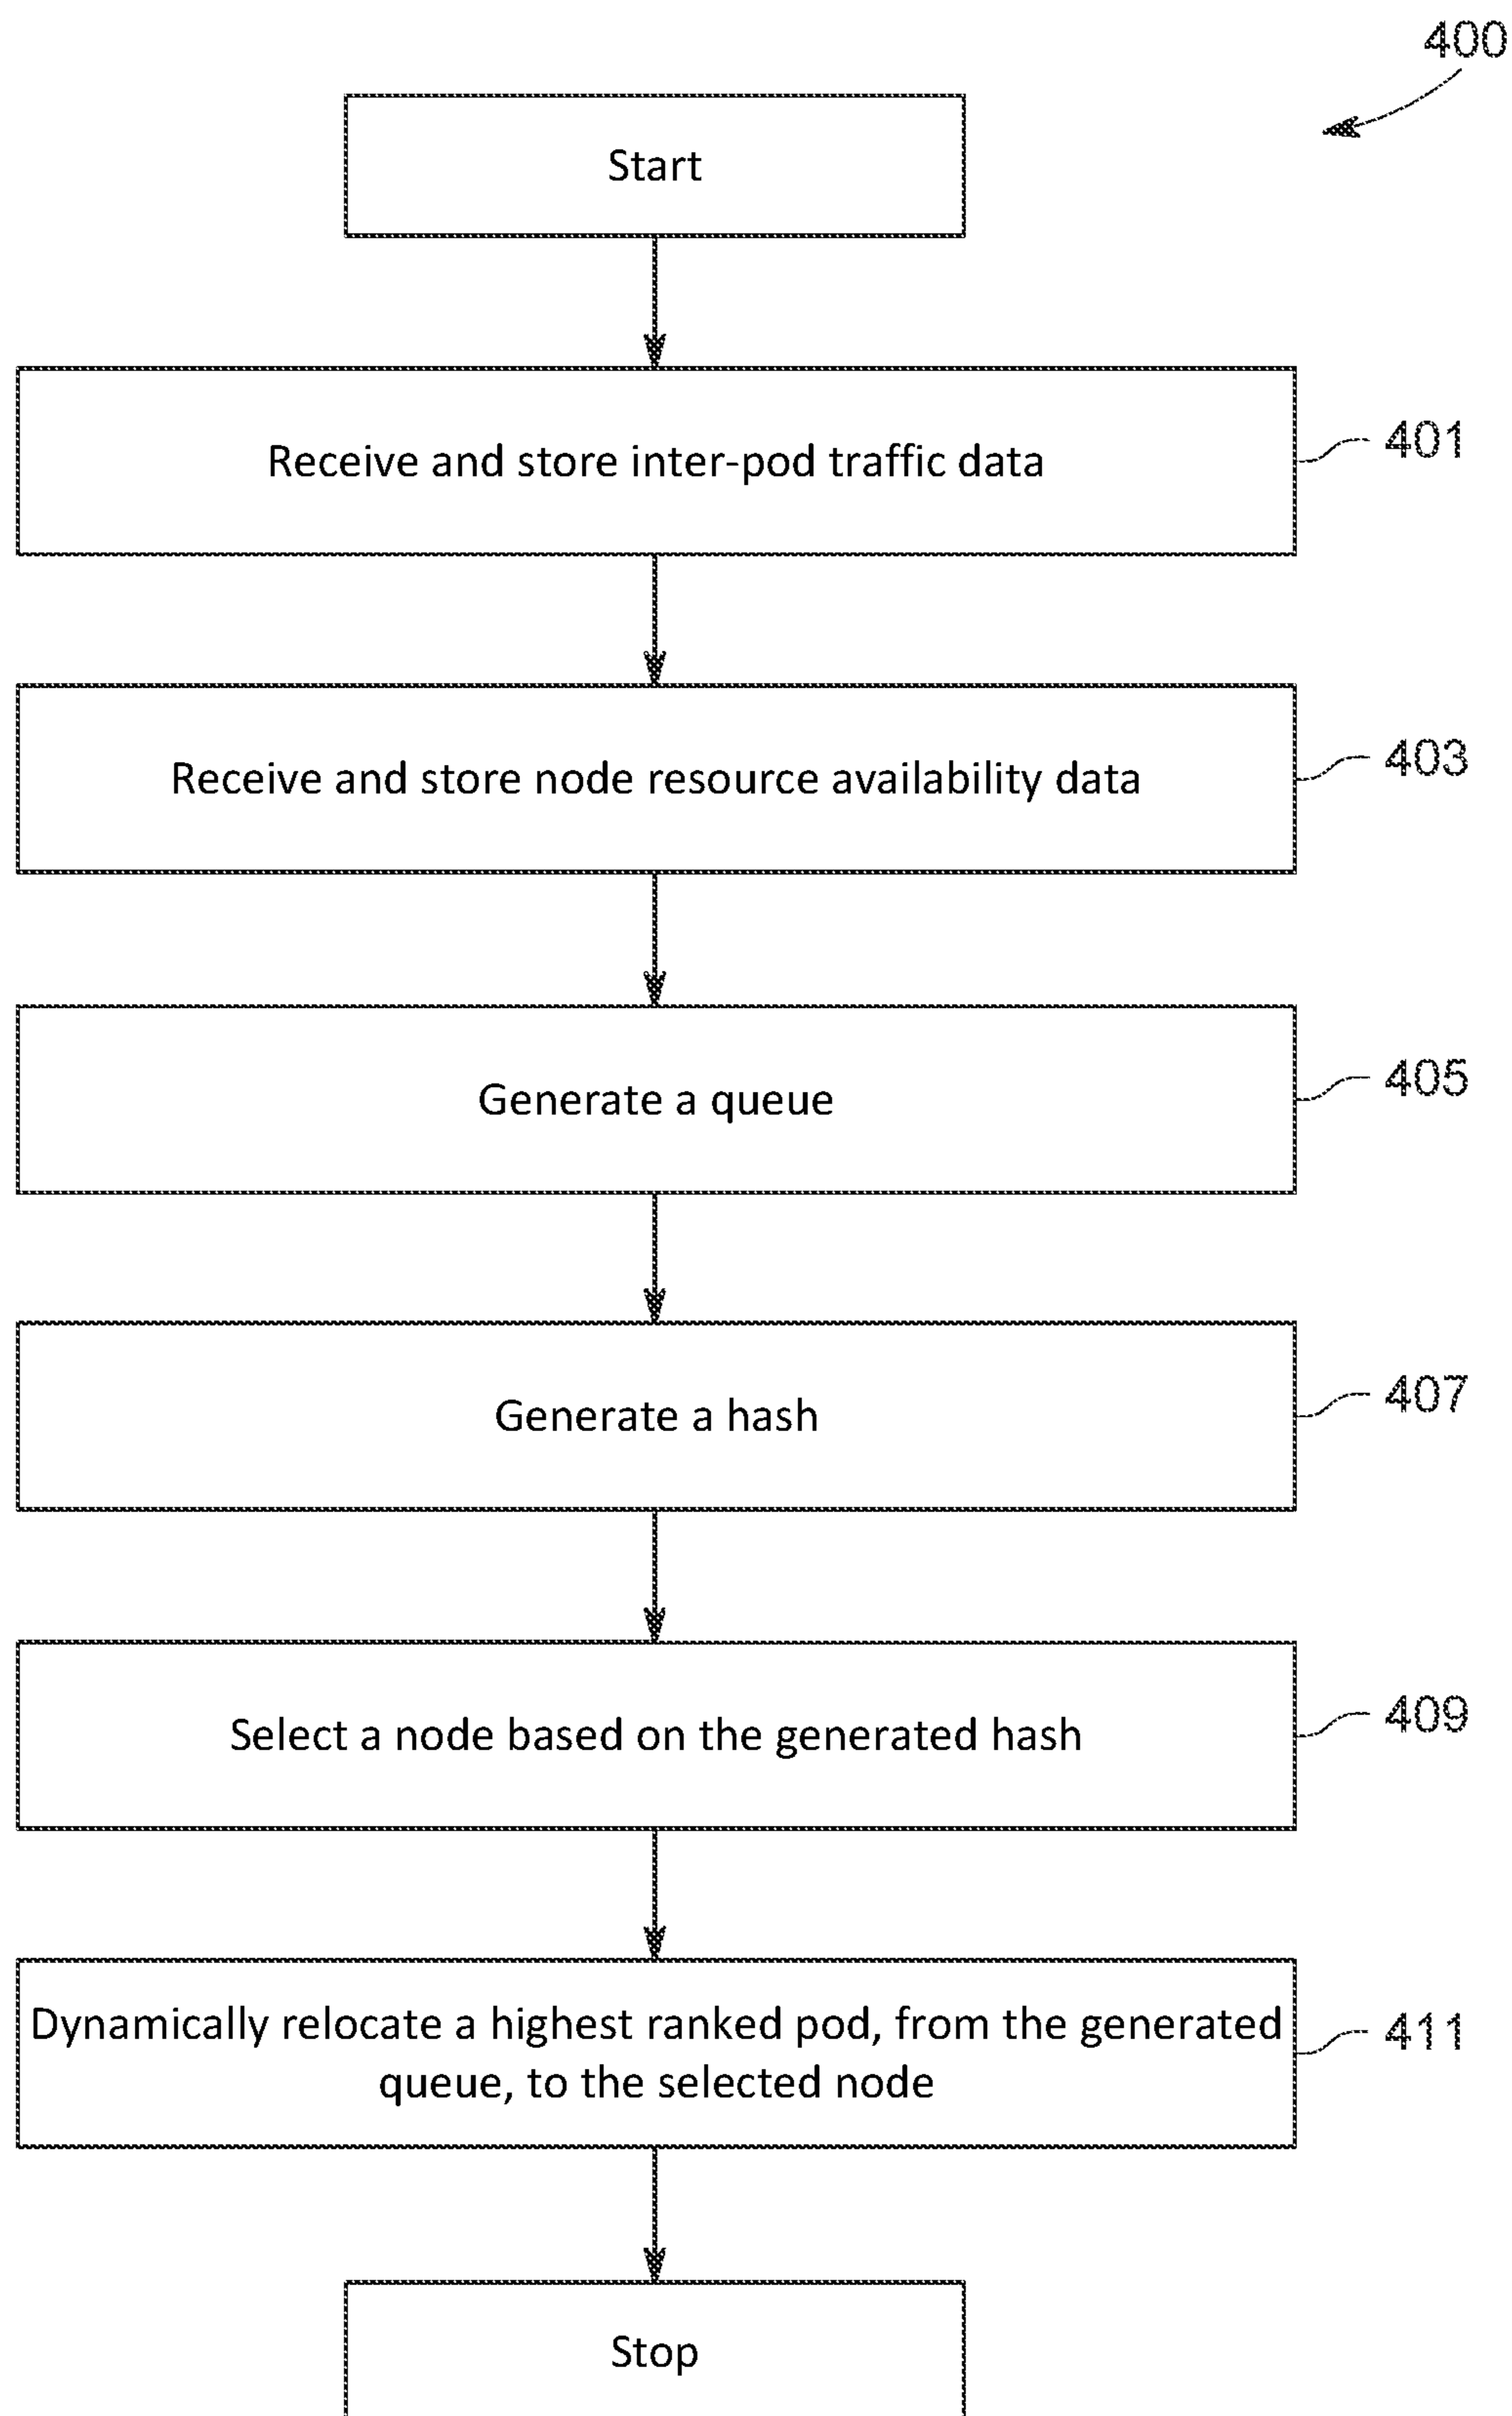 400
Start
Receive and store inter-pod traffic data
401
Receive and store node resource availability data
403
Generate a queue
405
Generate a hash
407
Select a node based on the generated hash
409
Dynamically relocate a highest ranked pod, from the generated
queue, to the selected node
411
Stop